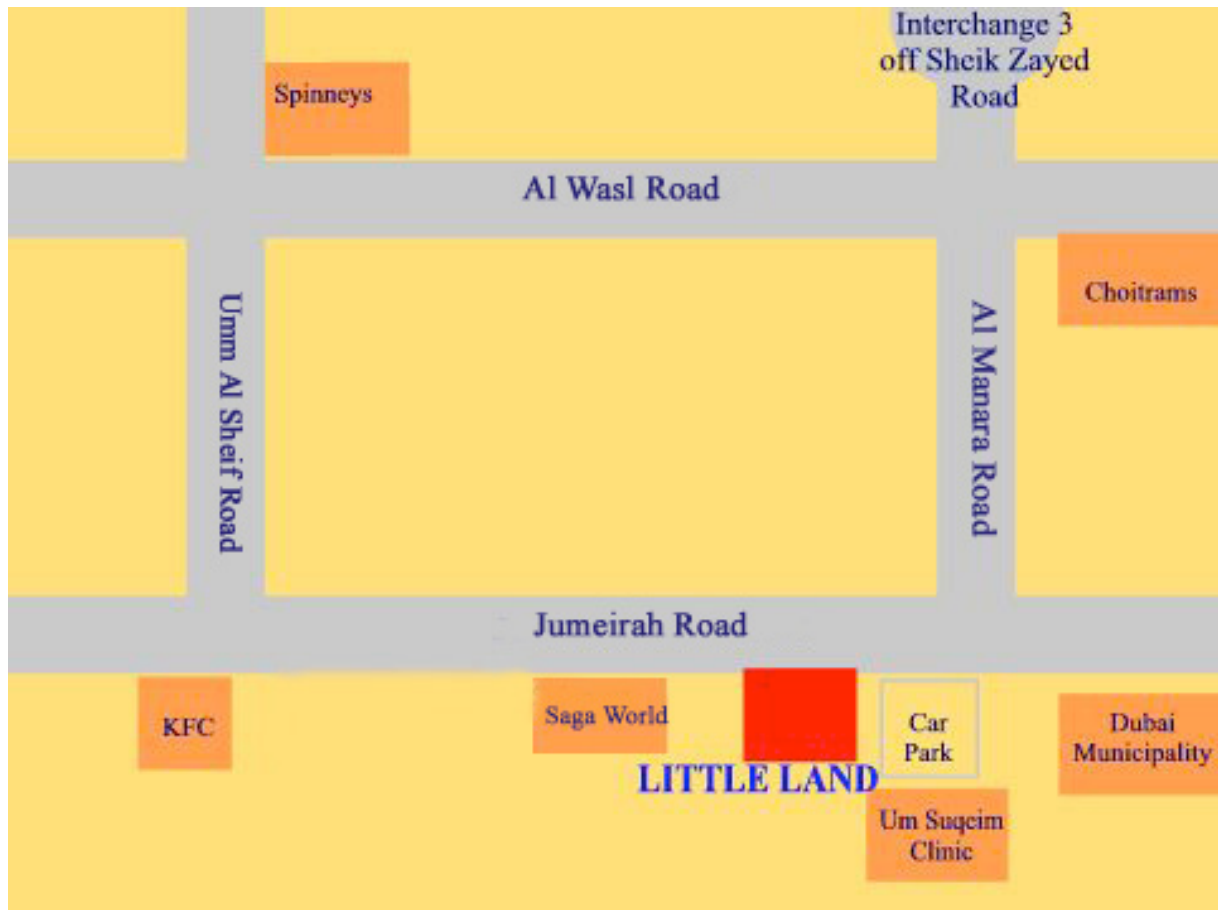 Interchange 3
off Sheik Zayed
Road
Spinneys
Al Wasl Road
Choitrams
Umm Al Sheif Road
Al Manara Road
Jumeirah Road
KFC
Saga World
LITTLE LAND
Car
Park
Dubai
Municipality
Um Suqeim
Clinic